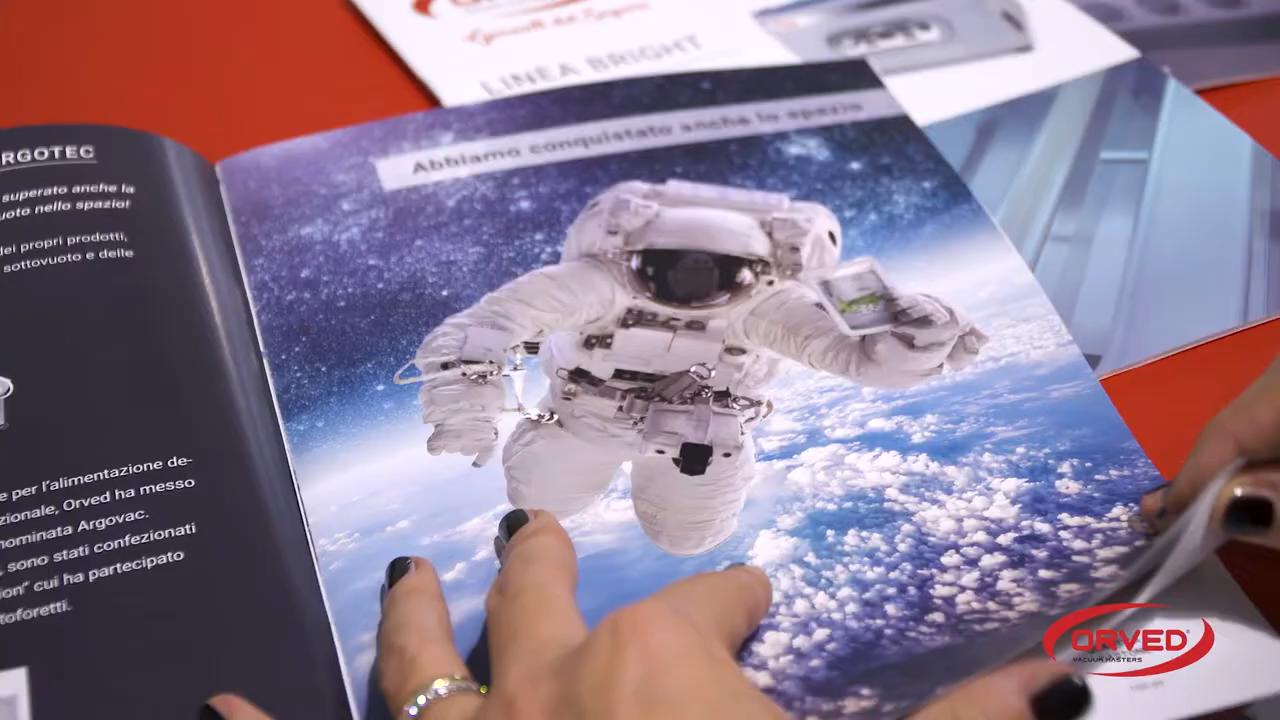 LINEA BRIGHT
Abbiamo conquistato anche lo spazio
RGOTEC
superato anche la
uoto nello spazio!
dei propri prodotti,
sottovuoto e delle
e per l'alimentazione de-
zionale, Orved ha messo
nominata Argovac.
, sono stati confezionati
ion" cui ha partecipato
toforetti.
ORVED
VACUUM MASTERS